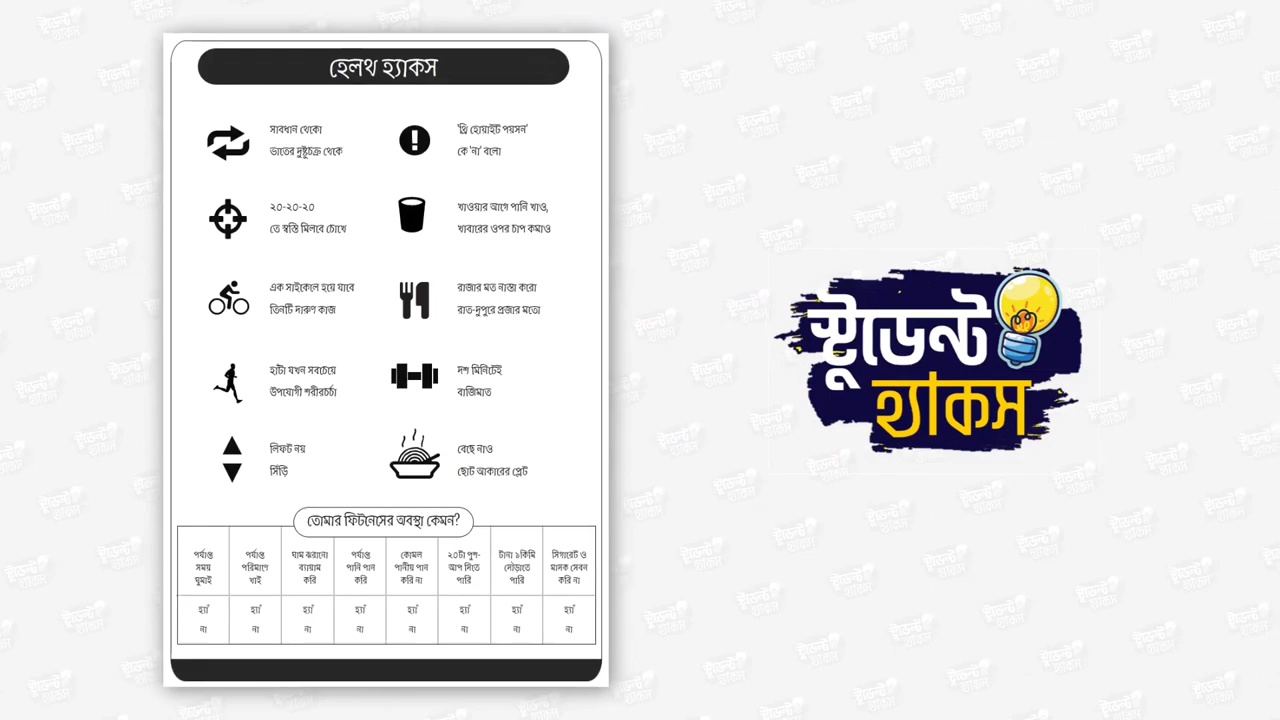 হেলথ হ্যাকস
সাবধান থেকো
ভাতের দুষ্টচক্র থেকে
'থ্রি হোয়াইট পয়সন'
কে 'না' বলো
২০-২০-২০
তে স্বস্তি মিলবে চোখে
খাওয়ার আগে পানি খাও,
খাবারের ওপর চাপ কমাও
এক সাইকেলে হয়ে যাবে
তিনটি দারুণ কাজ
রাজার মত নাস্তা করো
রাত-দুপুরে প্রজার মতো
হাঁটা যখন সবচেয়ে
উপযোগী শরীরচর্চা
দশ মিনিটেই
বাজিমাত
লিফট নয়
সিঁড়ি
বেছে নাও
ছোট আকারের প্লেট
তোমার ফিটনেসের অবস্থা কেমন?
পর্যাপ্ত
সময়
ঘুমাই
পর্যাপ্ত
পরিমাণে
খাই
ঘাম ঝরানো
ব্যায়াম
করি
পর্যাপ্ত
পানি পান
করি
কোমল
পানীয় পান
করি না
২০টা পুশ-
আপ দিতে
পারি
টানা ১কিমি
দৌড়াতে
পারি
সিগারেট ও
মাদক সেবন
করি না
হ্যাঁ
না
হ্যাঁ
না
হ্যাঁ
না
হ্যাঁ
না
হ্যাঁ
না
হ্যাঁ
না
হ্যাঁ
না
হ্যাঁ
না
স্টুডেন্ট
হ্যাকস